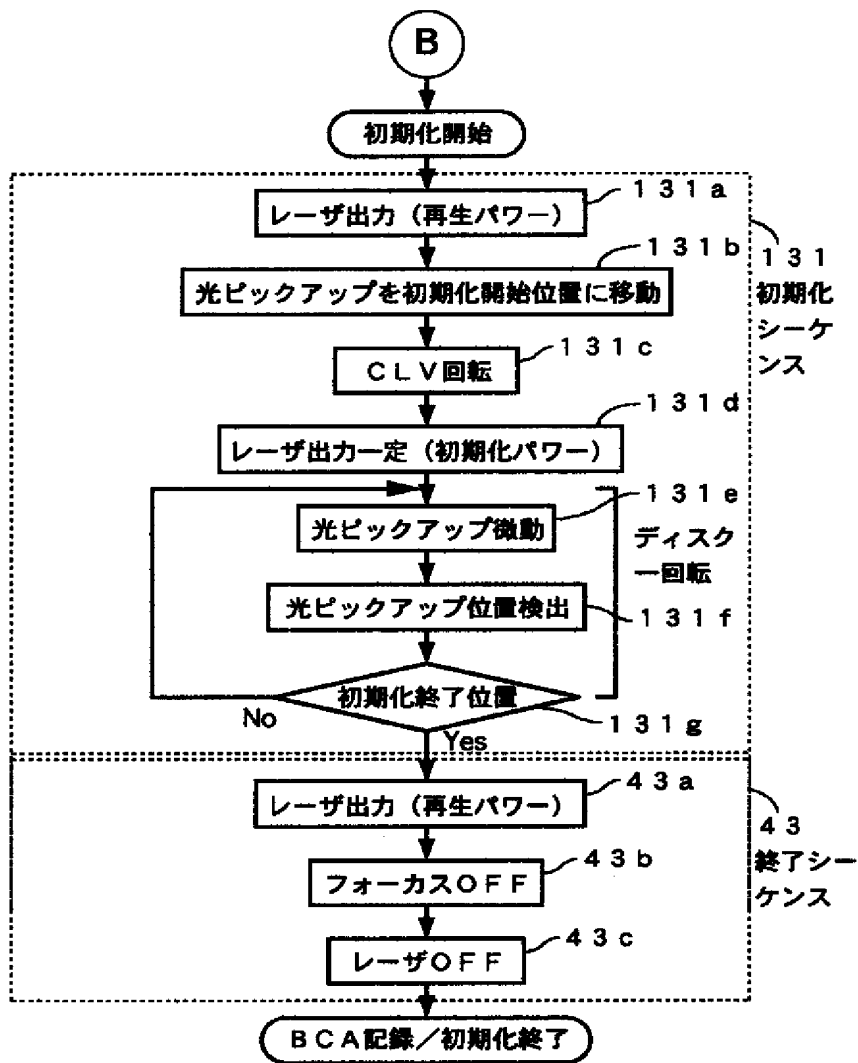 B
初期化開始
レーザ出力（再生パワー）
１３１a
光ピックアップを初期化開始位置に移動
１３１b
１３１
初期化
シーケ
ンス
ＣＬＶ回転
１３１c
レーザ出力一定（初期化パワー）
１３１d
光ピックアップ微動
１３１e
ディスク
一回転
光ピックアップ位置検出
１３１f
初期化終了位置
１３１g
No
Yes
レーザ出力（再生パワー）
４３a
４３
終了シー
ケンス
フォーカスＯＦＦ
４３b
レーザＯＦＦ
４３c
ＢＣＡ記録／初期化終了